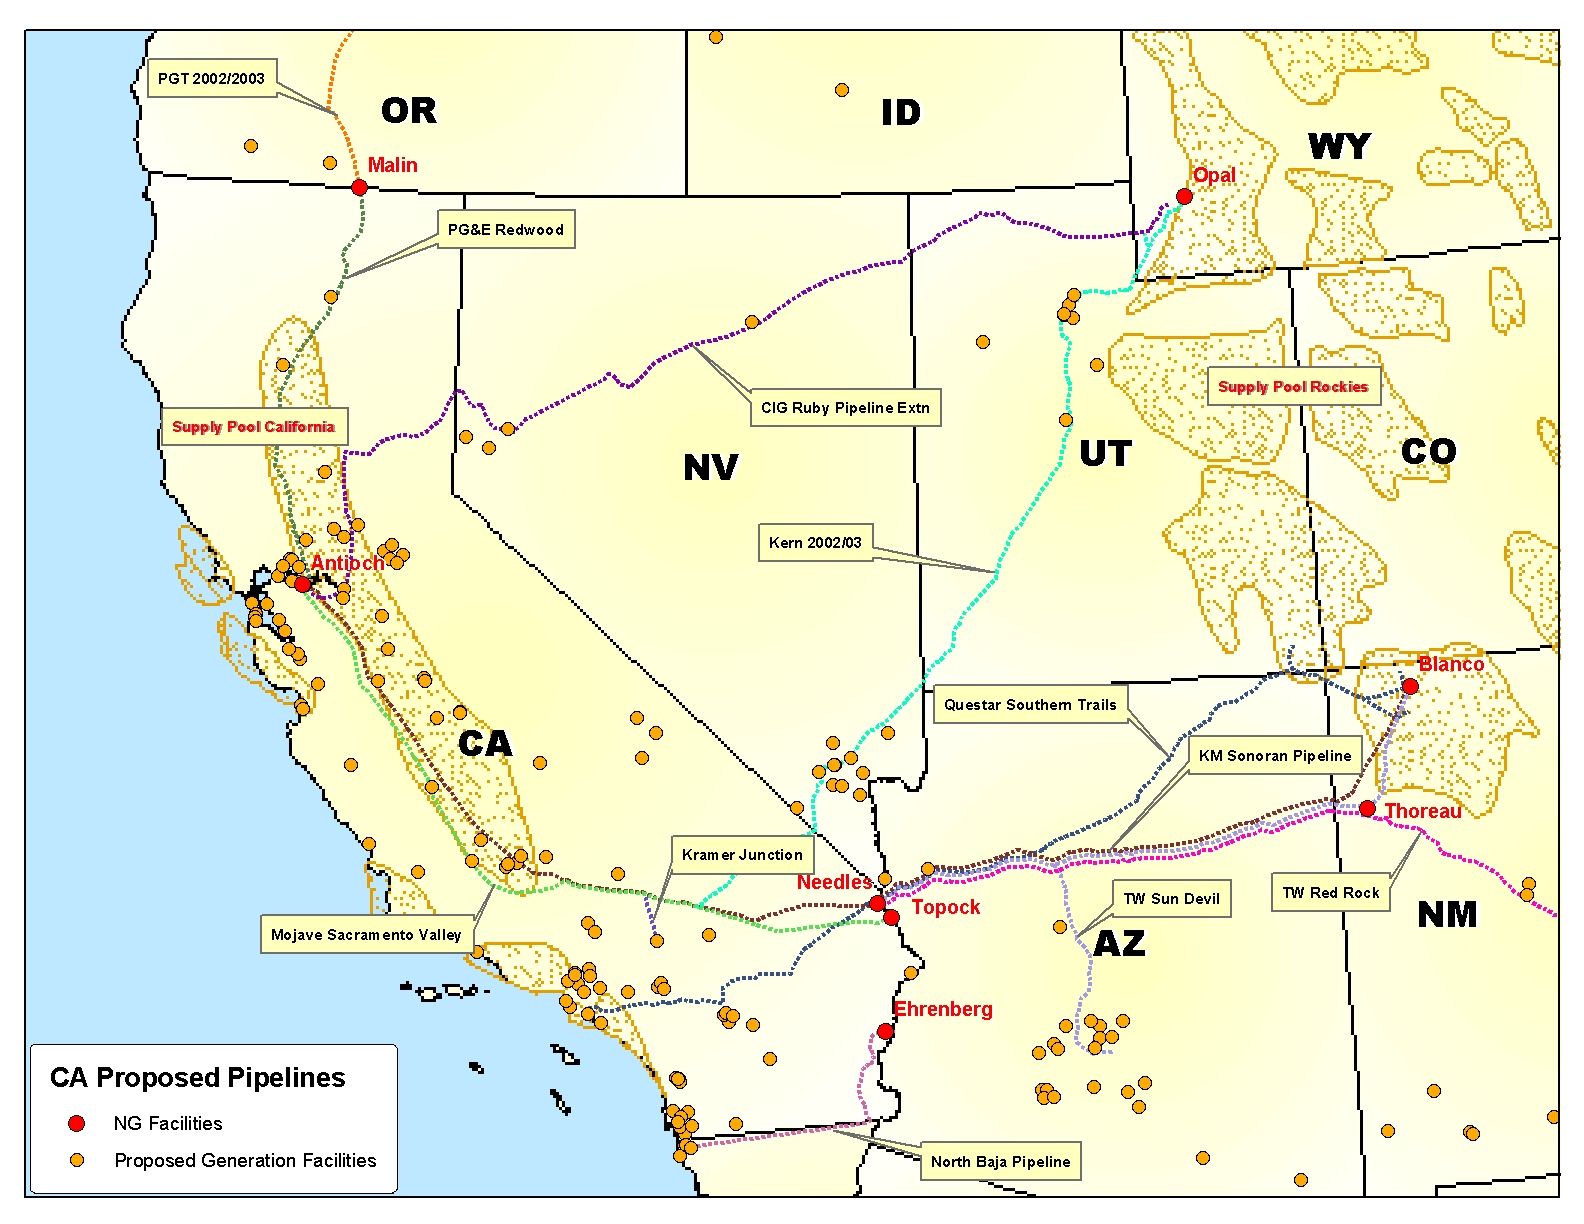 PGT 2002/2003
OR
ID
WY
Malin
Opal
PG&E Redwood
CIG Ruby Pipeline Extn
Supply Pool Rockies
Supply Pool California
NV
UT
CO
Kern 2002/03
Antioch
Blanco
Questar Southern Trails
CA
KM Sonoran Pipeline
Thoreau
Kramer Junction
Needles
TW Sun Devil
TW Red Rock
Topock
NM
Mojave Sacramento Valley
AZ
Ehrenberg
CA Proposed Pipelines
NG Facilities
Proposed Generation Facilities
North Baja Pipeline